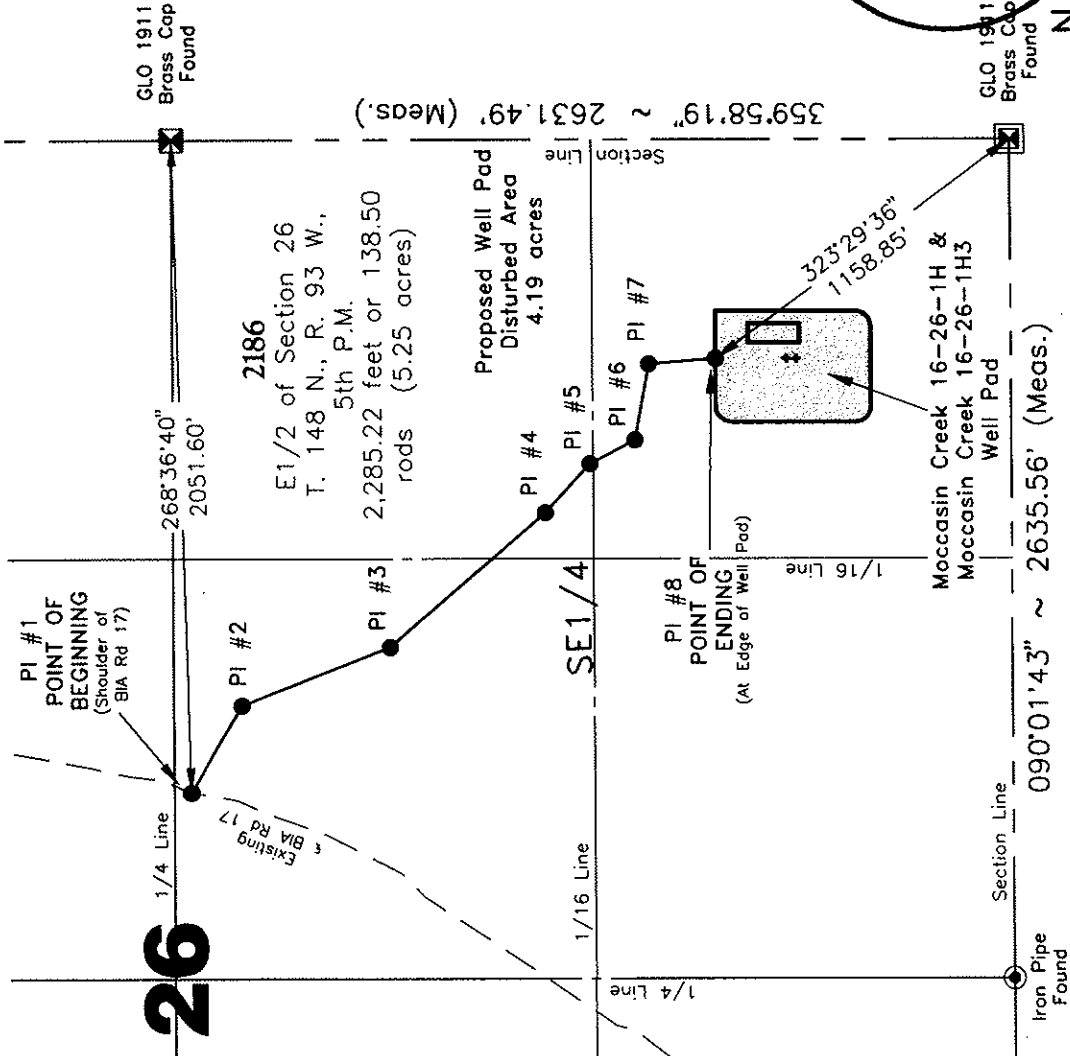 PI #1
POINT OF
BEGINNING
(Shoulder of
BIA Rd 17)
GLO 1911
Brass Cap
Found
26
1/4 Line
268°36'40"
2051.60'
Existing
℄ BIA Rd 17
PI #2
2186
E1/2 of Section 26
T. 148 N., R. 93 W.,
5th P.M.
2,285.22 feet or 138.50
rods (5.25 acres)
359°58'19" ~ 2631.49' (Meas.)
Section Line
PI #3
Proposed Well Pad
Disturbed Area
4.19 acres
PI #4
PI #5
1/16 Line
SE1/4
PI #6
PI #7
PI #8
POINT OF
ENDING
(At Edge of Well Pad)
1/16 Line
323°29'36"
1158.85'
Moccasin Creek 16-26-1H &
Moccasin Creek 16-26-1H3
Well Pad
1/4 Line
Section Line
090°01'43" ~ 2635.56' (Meas.)
Iron Pipe
Found
GLO 1911
Brass Cap
Found
N